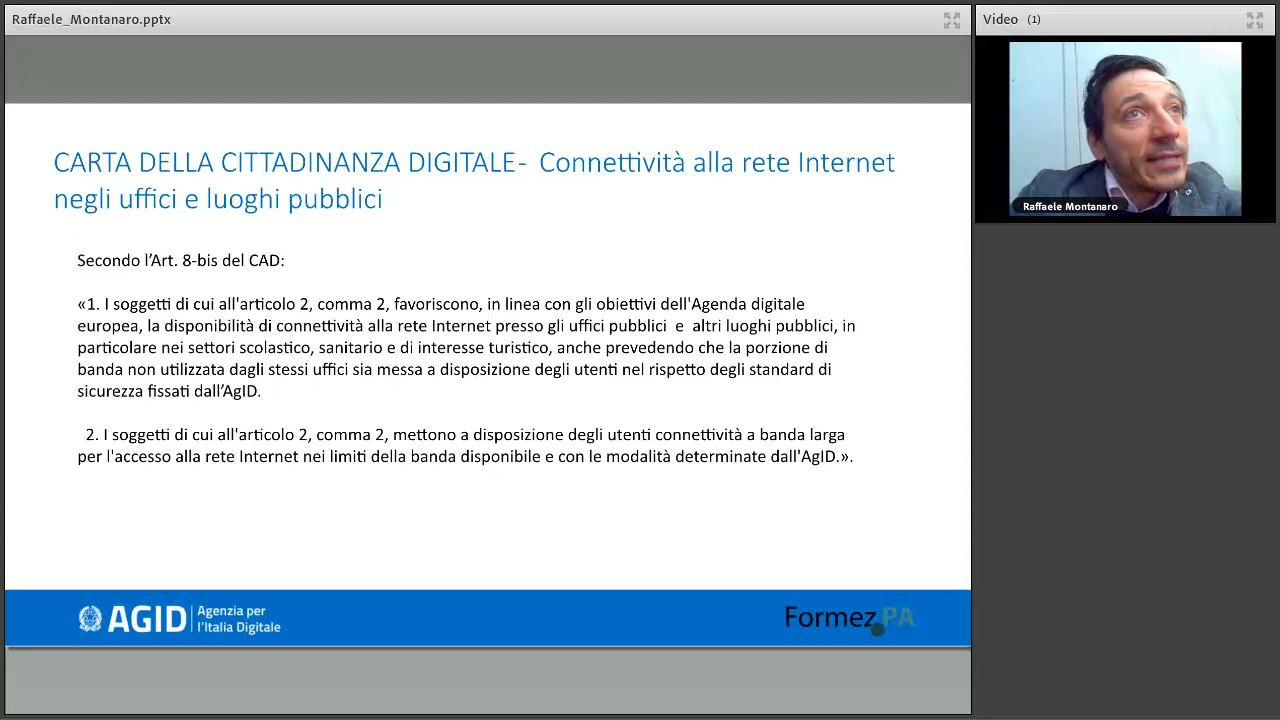 Raffaele_Montanaro.pptx
Video (1)
Raffaele Montanaro
CARTA DELLA CITTADINANZA DIGITALE- Connettività alla rete Internet
negli uffici e luoghi pubblici
Secondo l'Art. 8-bis del CAD:
«1. I soggetti di cui all'articolo 2, comma 2, favoriscono, in linea con gli obiettivi dell'Agenda digitale
europea, la disponibilità di connettività alla rete Internet presso gli uffici pubblici e altri luoghi pubblici, in
particolare nei settori scolastico, sanitario e di interesse turistico, anche prevedendo che la porzione di
banda non utilizzata dagli stessi uffici sia messa a disposizione degli utenti nel rispetto degli standard di
sicurezza fissati dall'AgID.
2. I soggetti di cui all'articolo 2, comma 2, mettono a disposizione degli utenti connettività a banda larga
per l'accesso alla rete Internet nei limiti della banda disponibile e con le modalità determinate dall'AgID.».
AGID
Agenzia per
l'Italia Digitale
Formez PA